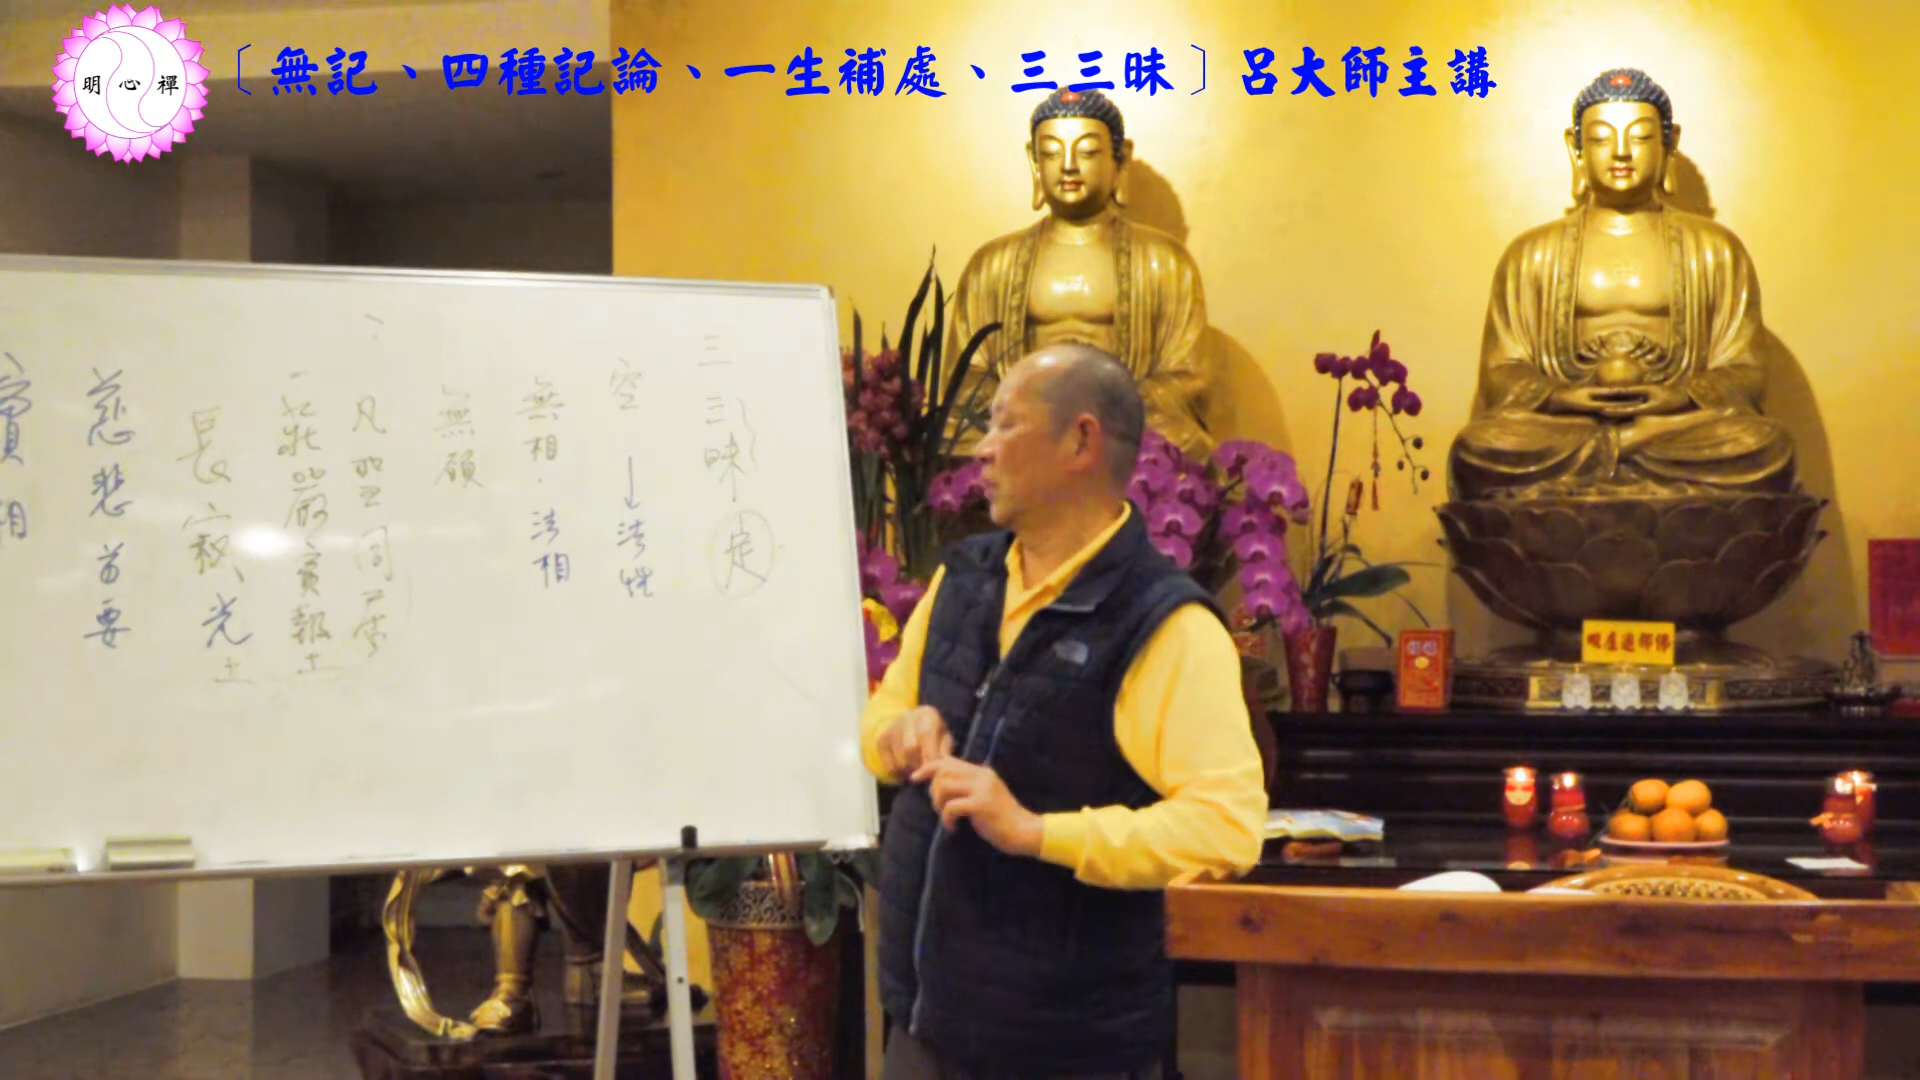 明心禪
〔無記、四種記論、一生補處、三三昧〕呂大師主講
三三昧 定
空→法性
無相．法相
無願
凡聖同居
莊嚴實報土
長寂光土
慈悲首要
實相